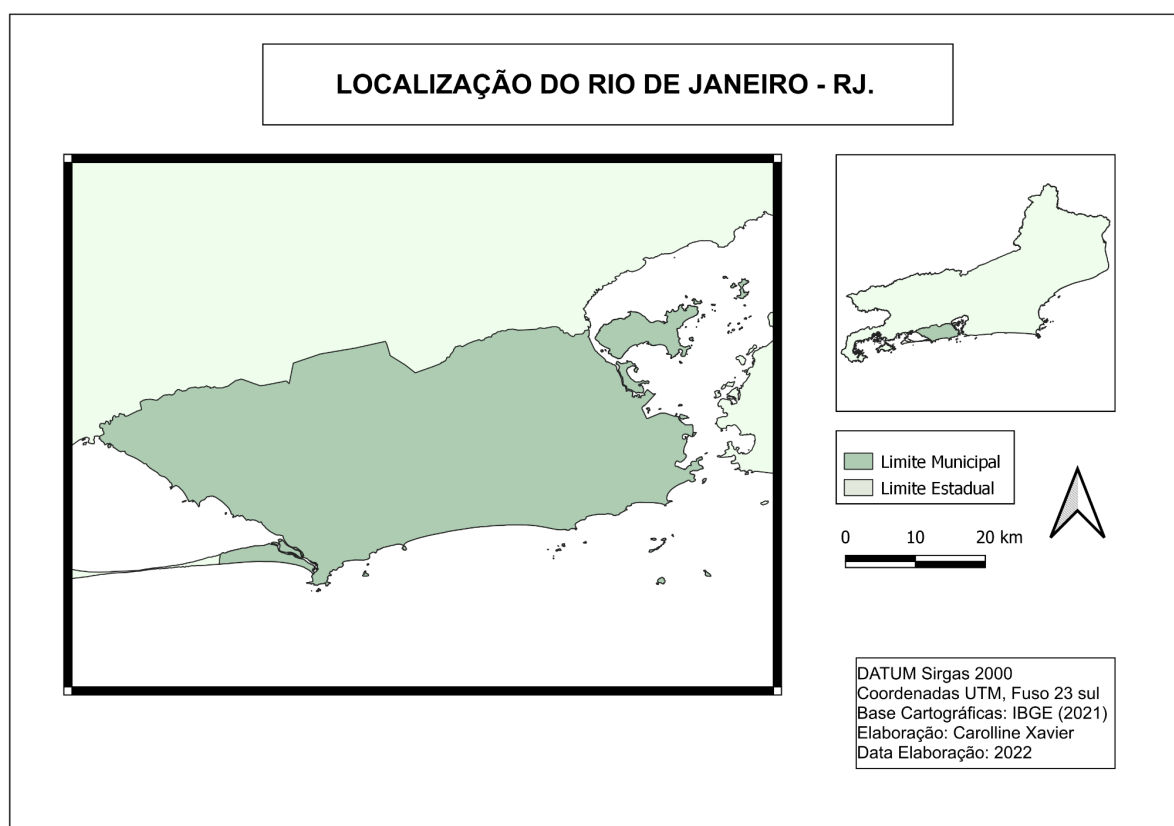 LOCALIZAÇÃO DO RIO DE JANEIRO - RJ.
Limite Municipal
Limite Estadual
0 10 20 km
DATUM Sirgas 2000
Coordenadas UTM, Fuso 23 sul
Base Cartográficas: IBGE (2021)
Elaboração: Carolline Xavier
Data Elaboração: 2022